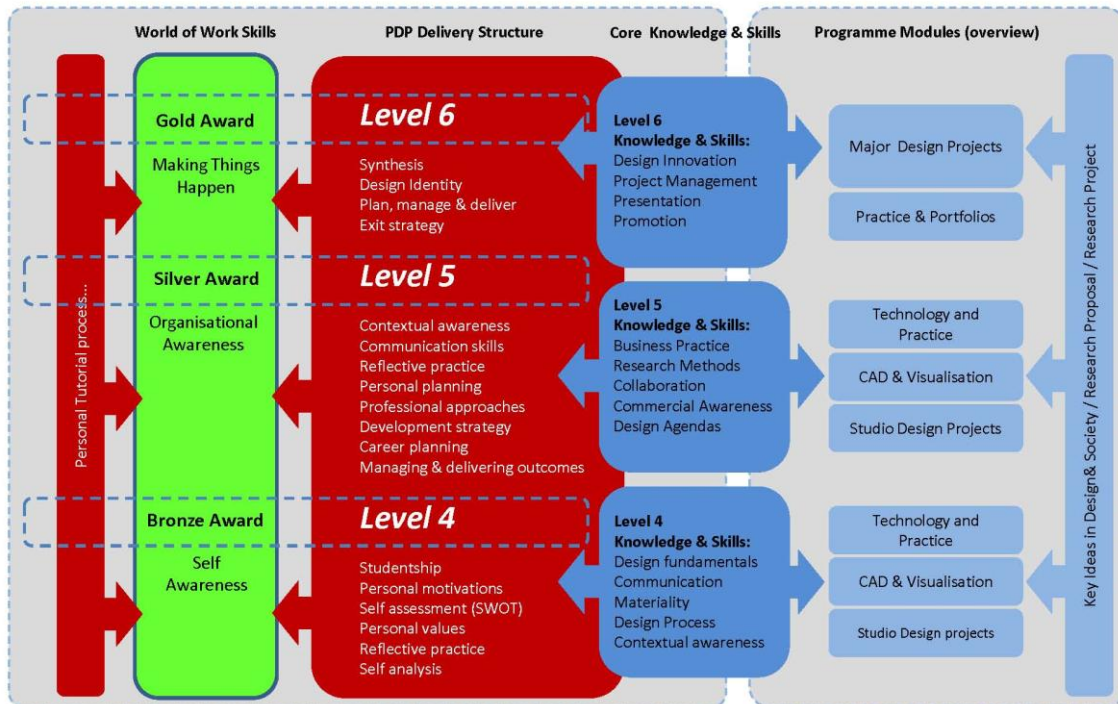 World of Work Skills
PDP Delivery Structure
Core Knowledge & Skills
Programme Modules (overview)
Personal Tutorial process...
Gold Award
Making Things
Happen
Silver Award
Organisational
Awareness
Bronze Award
Self
Awareness
Level 6
Synthesis
Design Identity
Plan, manage & deliver
Exit strategy
Level 5
Contextual awareness
Communication skills
Reflective practice
Personal planning
Professional approaches
Development strategy
Career planning
Managing & delivering outcomes
Level 4
Studentship
Personal motivations
Self assessment (SWOT)
Personal values
Reflective practice
Self analysis
Level 6
Knowledge & Skills:
Design Innovation
Project Management
Presentation
Promotion
Level 5
Knowledge & Skills:
Business Practice
Research Methods
Collaboration
Commercial Awareness
Design Agendas
Level 4
Knowledge & Skills:
Design fundamentals
Communication
Materiality
Design Process
Contextual awareness
Major Design Projects
Practice & Portfolios
Technology and
Practice
CAD & Visualisation
Studio Design Projects
Technology and
Practice
CAD & Visualisation
Studio Design projects
Key Ideas in Design& Society / Research Proposal / Research Project